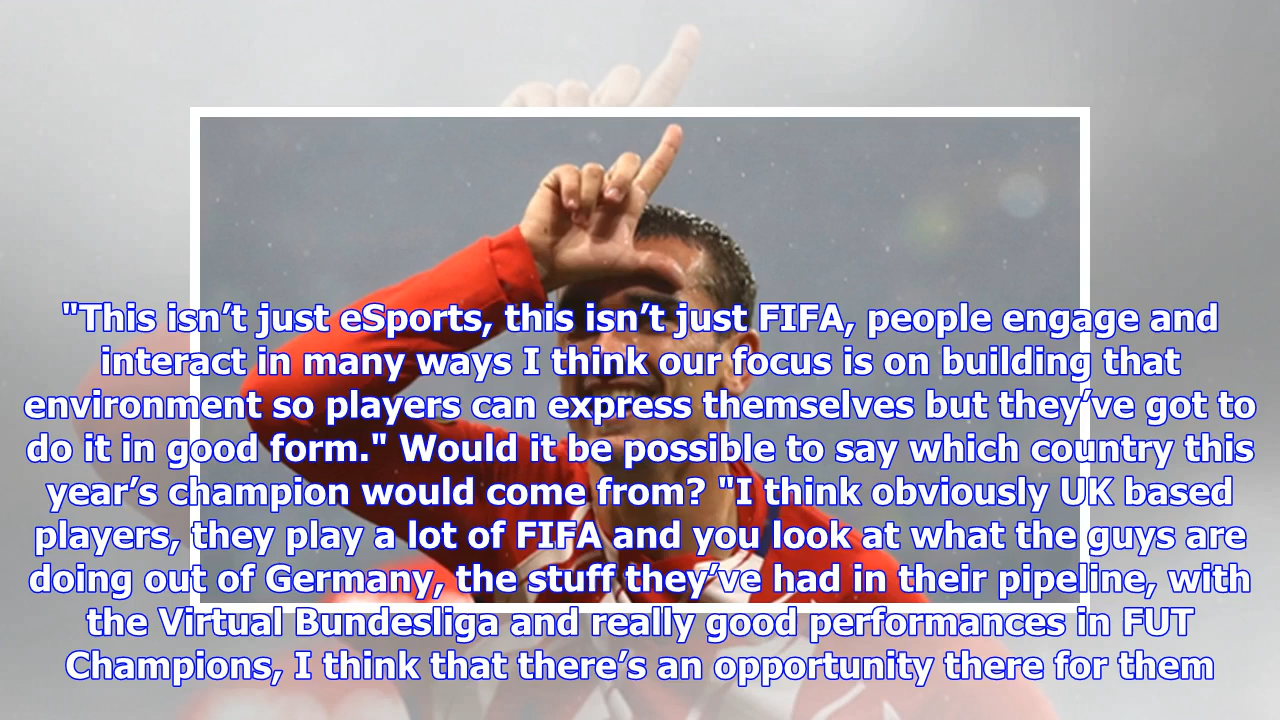 "This isn’t just eSports, this isn’t just FIFA, people engage and
interact in many ways I think our focus is on building that
environment so players can express themselves but they’ve got to
do it in good form." Would it be possible to say which country this
year’s champion would come from? "I think obviously UK based
players, they play a lot of FIFA and you look at what the guys are
doing out of Germany, the stuff they’ve had in their pipeline, with
the Virtual Bundesliga and really good performances in FUT
Champions, I think that there’s an opportunity there for them